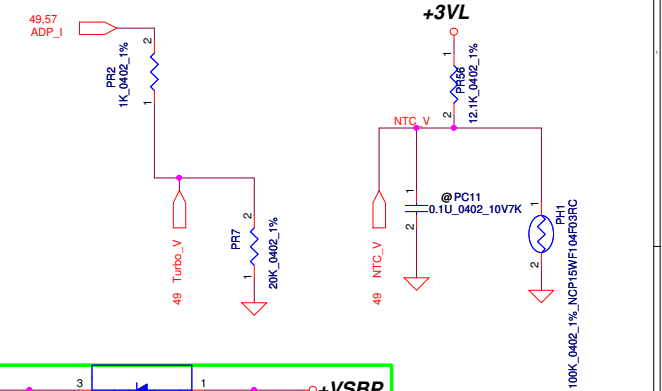 49,57
ADP_I
2
PR2
1K_0402_1%
1
+3VL
1
PR56
12.1K_0402_1%
2
NTC_V
49 Turbo_V
2
PR7
20K_0402_1%
1
49 NTC_V
1
@ PC11
0.1U_0402_10V7K
2
1
PH1
2
100K_0402_1%_NCP15WF104F03RC
3
1
+VSBP